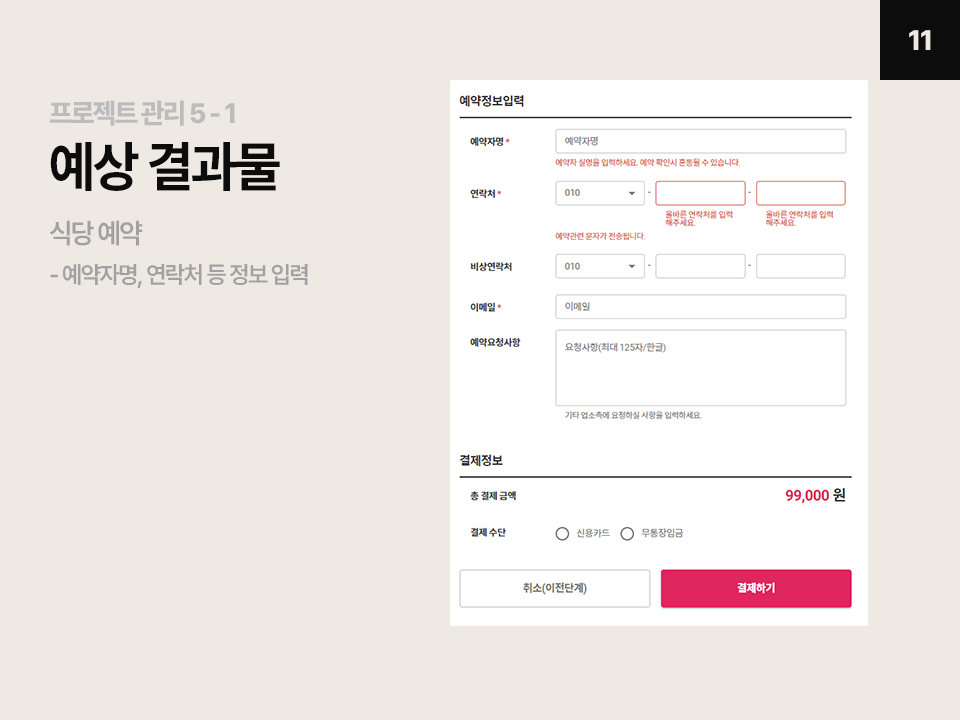 11
프로젝트 관리 5 - 1
예상 결과물
식당 예약
- 예약자명, 연락처 등 정보 입력
예약정보입력
예약자명 *
예약자명
예약자 실명을 입력하세요. 예약 확인시 혼동될 수 있습니다.
연락처 *
010
-
-
올바른 연락처를 입력
해주세요.
올바른 연락처를 입력
해주세요.
예약관련 문자가 전송됩니다.
비상연락처
010
-
-
이메일 *
이메일
예약요청사항
요청사항(최대 125자/한글)
기타 업소측에 요청하실 사항을 입력하세요.
결제정보
총 결제 금액
99,000 원
결제 수단
신용카드
무통장입금
취소(이전단계)
결제하기